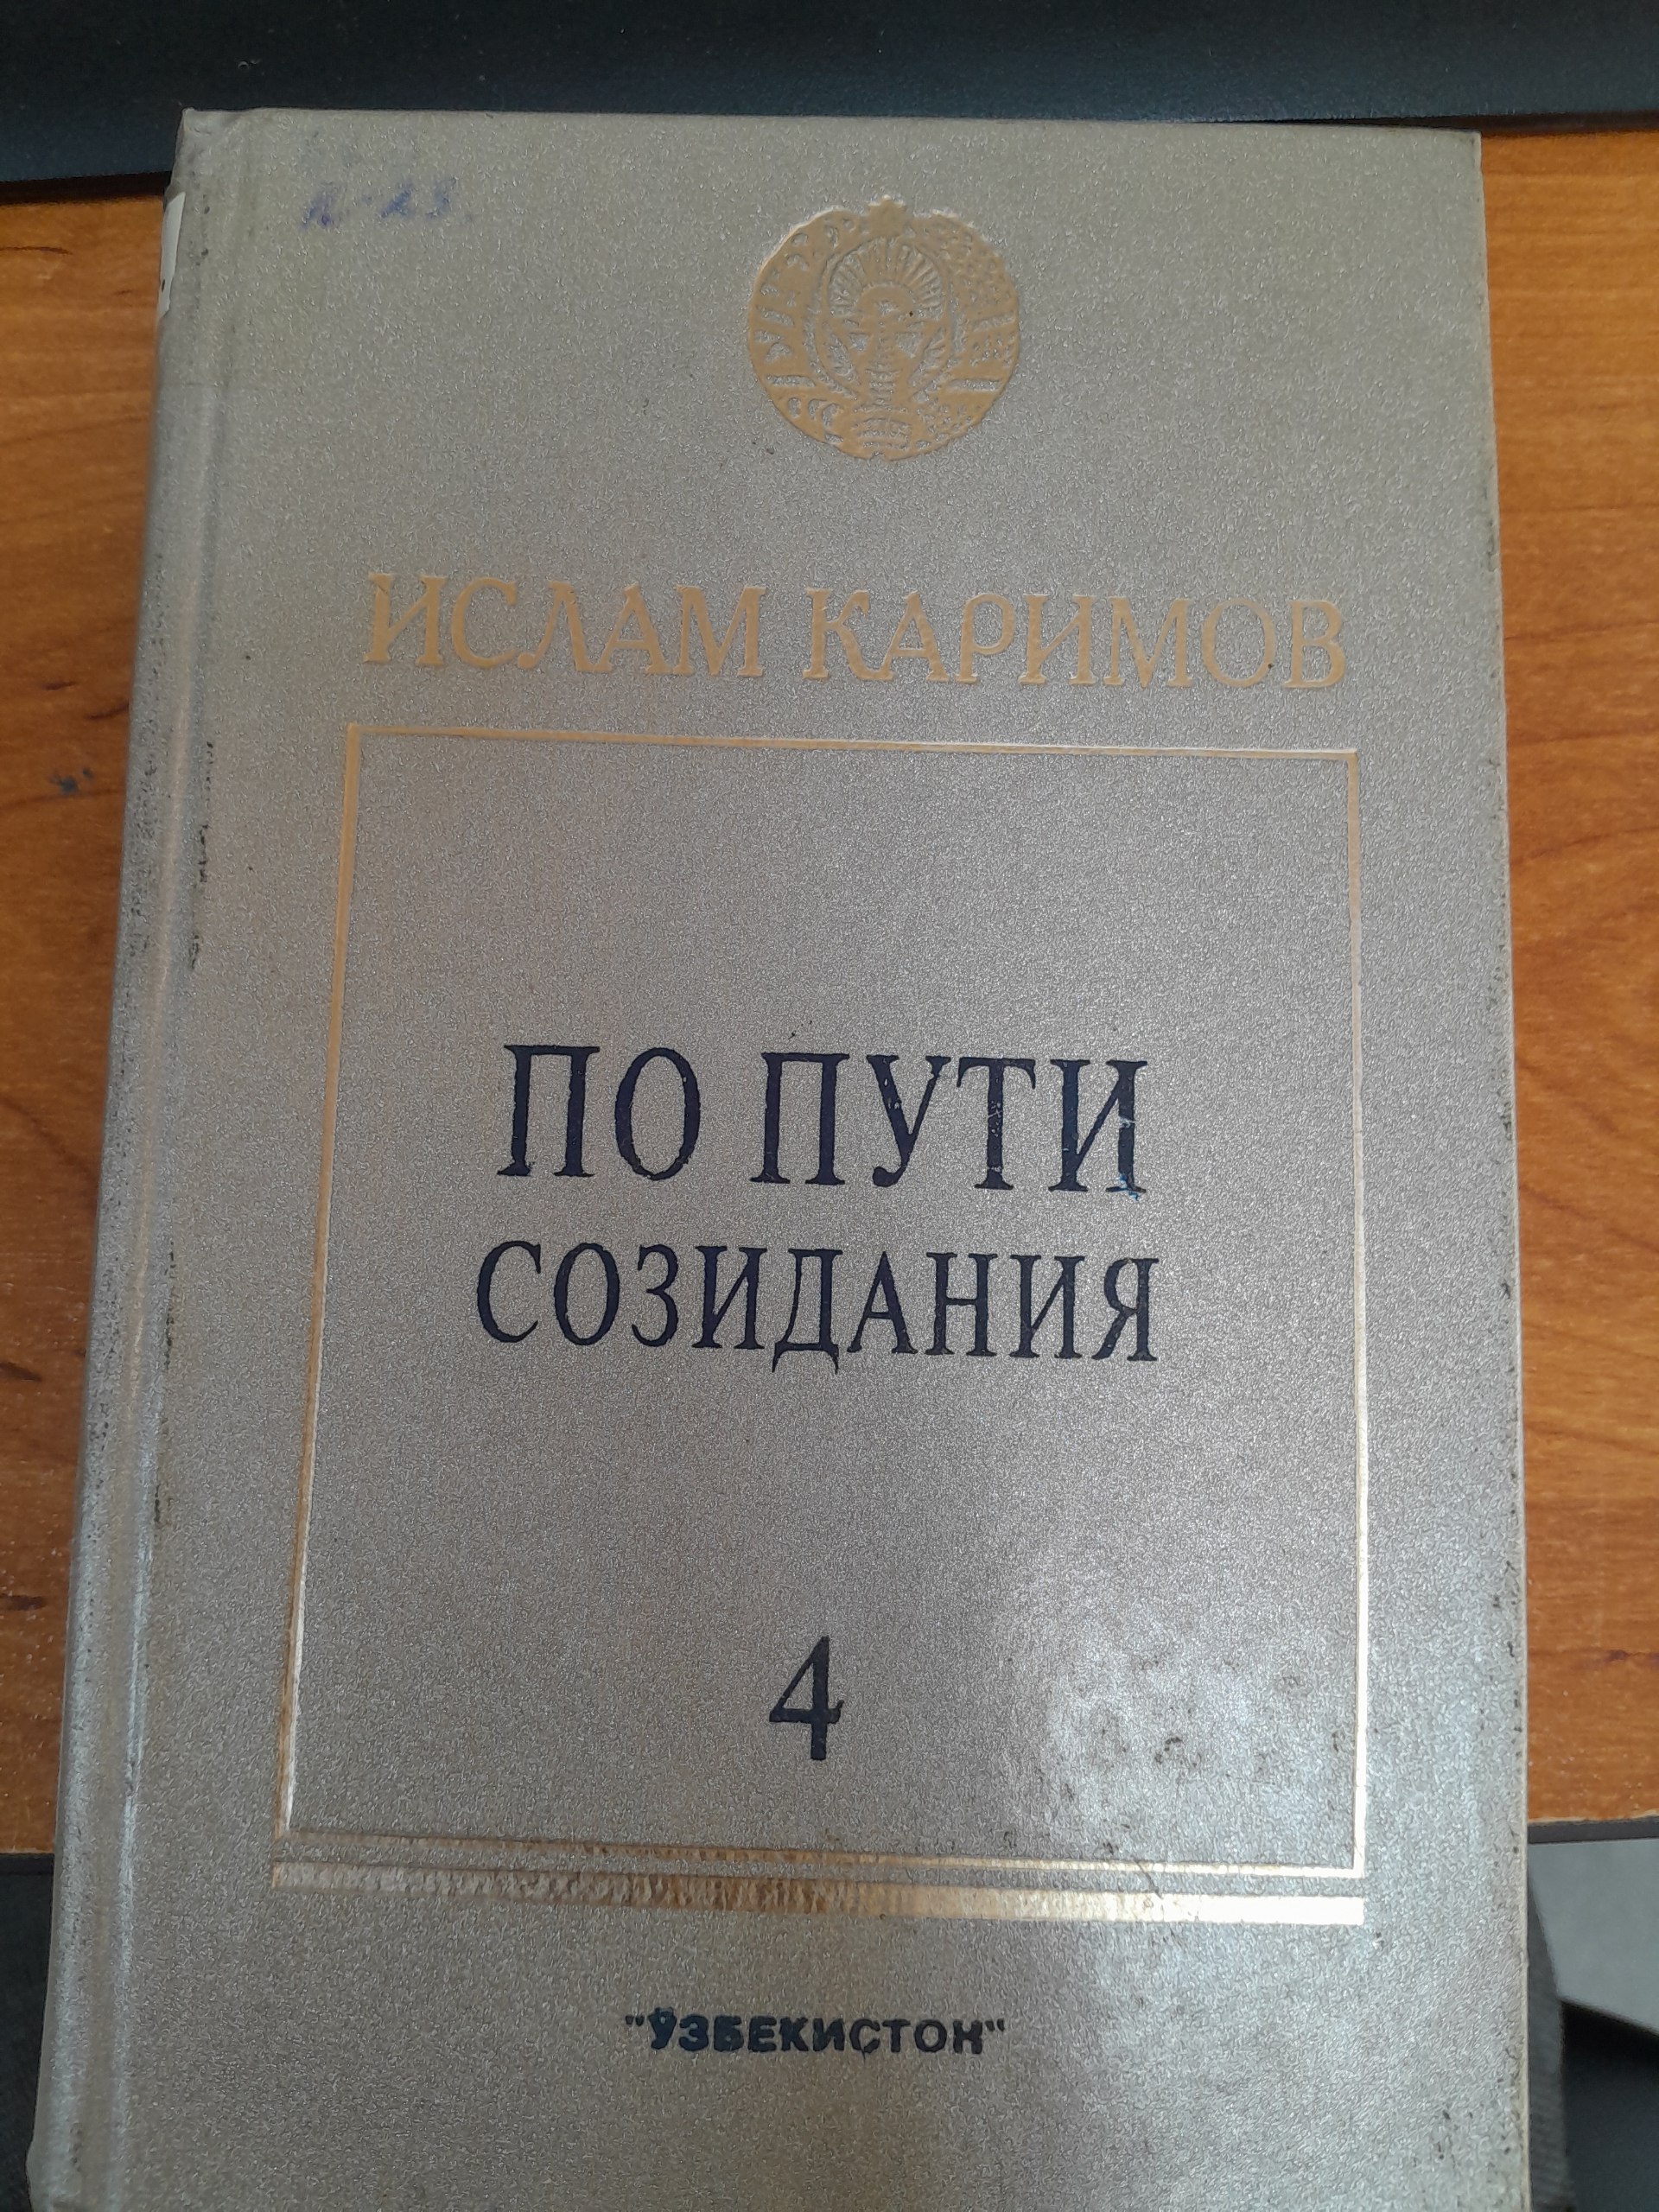 ИСЛАМ КАРИМОВ
ПО ПУТИ
СОЗИДАНИЯ
4
"ЎЗБЕКИСТОН"